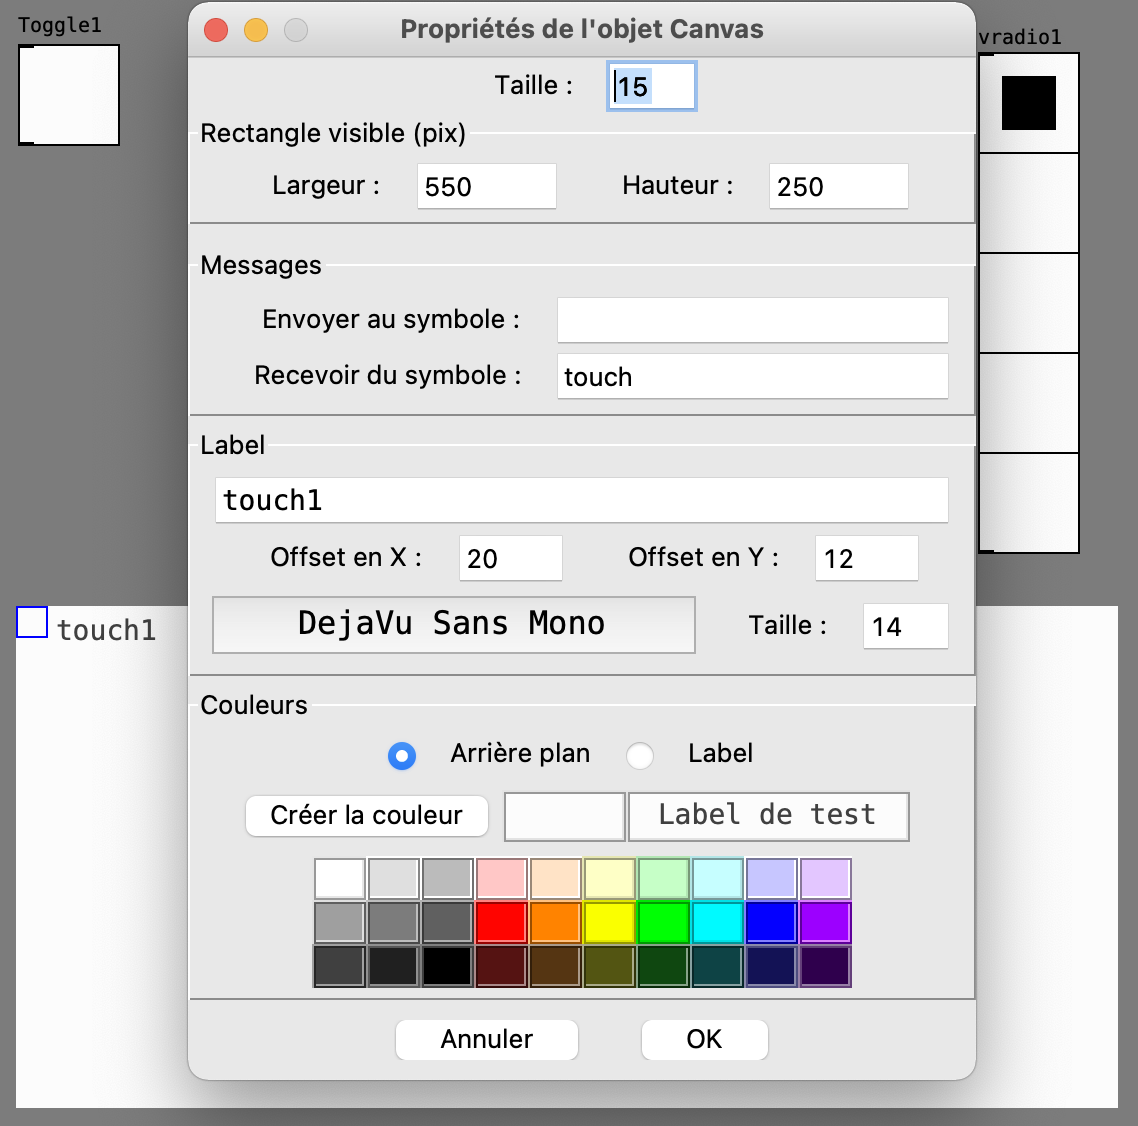 Toggle1
Propriétés de l'objet Canvas
vradio1
Taille : 15
Rectangle visible (pix)
Largeur : 550 Hauteur : 250
Messages
Envoyer au symbole :
Recevoir du symbole : touch
Label
touch1
Offset en X : 20 Offset en Y : 12
DejaVu Sans Mono Taille : 14
touch1
Couleurs
Arrière plan Label
Créer la couleur Label de test
Annuler OK